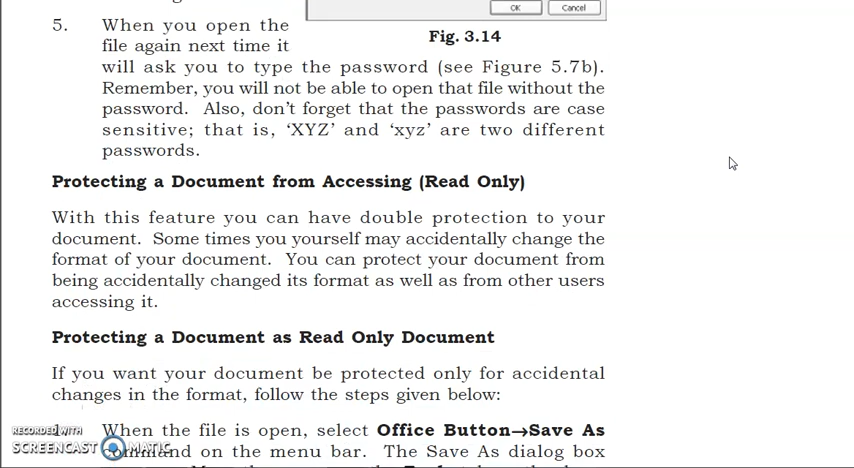 OK Cancel
Fig. 3.14
5. When you open the
file again next time it
will ask you to type the password (see Figure 5.7b).
Remember, you will not be able to open that file without the
password. Also, don't forget that the passwords are case
sensitive; that is, 'XYZ' and 'xyz' are two different
passwords.
Protecting a Document from Accessing (Read Only)
With this feature you can have double protection to your
document. Some times you yourself may accidentally change the
format of your document. You can protect your document from
being accidentally changed its format as well as from other users
accessing it.
Protecting a Document as Read Only Document
If you want your document be protected only for accidental
changes in the format, follow the steps given below:
1. When the file is open, select Office Button→Save As
command on the menu bar. The Save As dialog box
RECORDED WITH
SCREENCAST MATIC